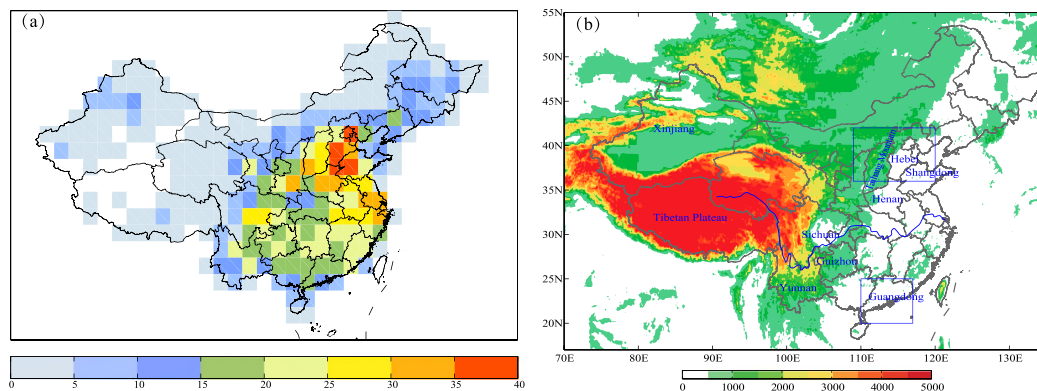 (a)
0 5 10 15 20 25 30 35 40
(b)
55N
50N
45N
40N
35N
30N
25N
20N
70E 80E 90E 100E 110E 120E 130E
Xinjiang
Taihang Mountain
Hebei
Shangdong
Henan
Tibetan Plateau
Sichuan
Guizhou
Yunnan
Guangdong
0 1000 2000 3000 4000 5000